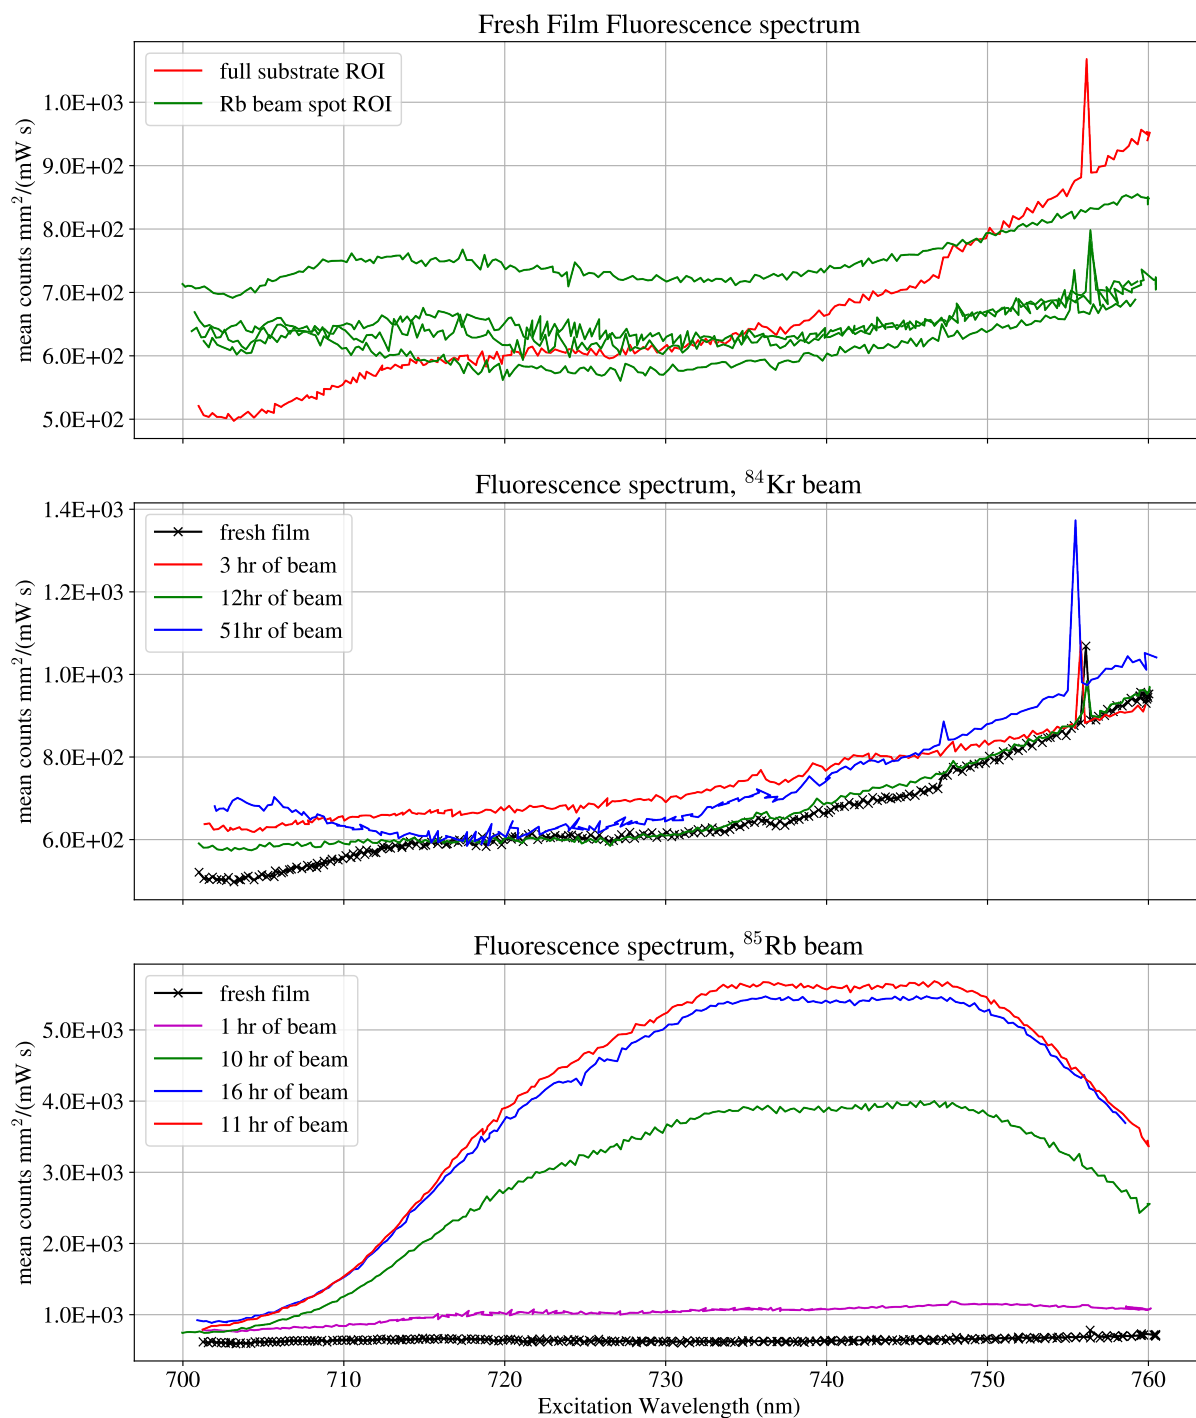 Fresh Film Fluorescence spectrum
full substrate ROI
Rb beam spot ROI
mean counts mm²/(mW s)
1.0E+03
9.0E+02
8.0E+02
7.0E+02
6.0E+02
5.0E+02
Fluorescence spectrum, ⁸⁴Kr beam
fresh film
3 hr of beam
12hr of beam
51hr of beam
mean counts mm²/(mW s)
1.4E+03
1.2E+03
1.0E+03
8.0E+02
6.0E+02
Fluorescence spectrum, ⁸⁵Rb beam
fresh film
1 hr of beam
10 hr of beam
16 hr of beam
11 hr of beam
mean counts mm²/(mW s)
5.0E+03
4.0E+03
3.0E+03
2.0E+03
1.0E+03
700 710 720 730 740 750 760
Excitation Wavelength (nm)